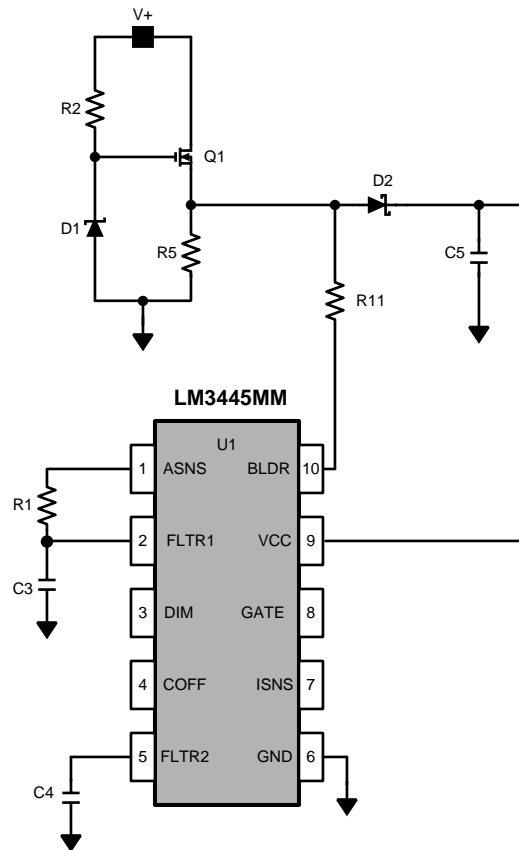 V+
R2
Q1
D2
D1
R5
C5
R11
LM3445MM
U1
1 ASNS BLDR 10
R1
2 FLTR1 VCC 9
C3
3 DIM GATE 8
4 COFF ISNS 7
5 FLTR2 GND 6
C4